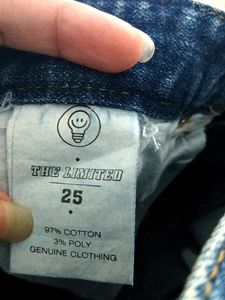 THE LIMITED
25
97% COTTON
3% POLY
GENUINE CLOTHING